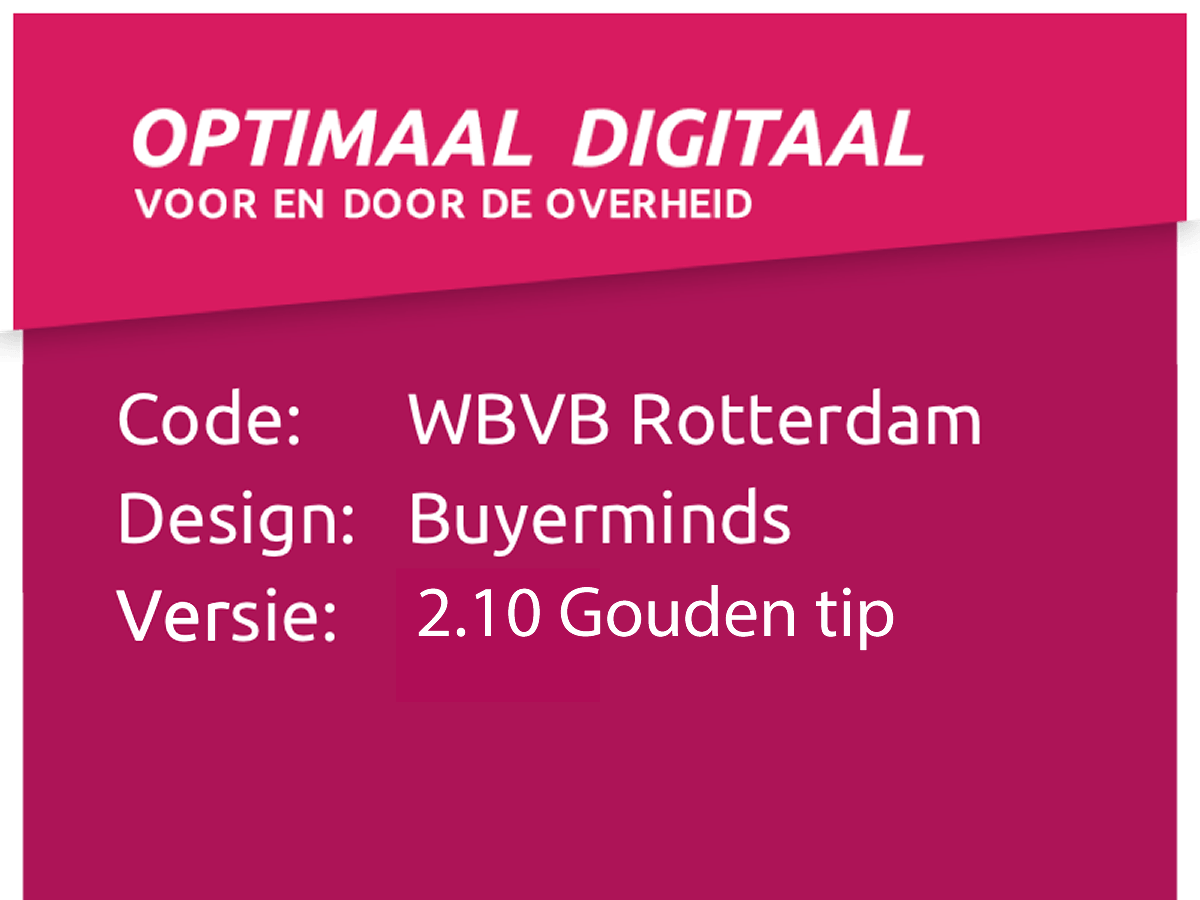 OPTIMAAL DIGITAAL
VOOR EN DOOR DE OVERHEID
Code: WBVB Rotterdam
Design: Buyerminds
Versie: 2.10 Gouden tip